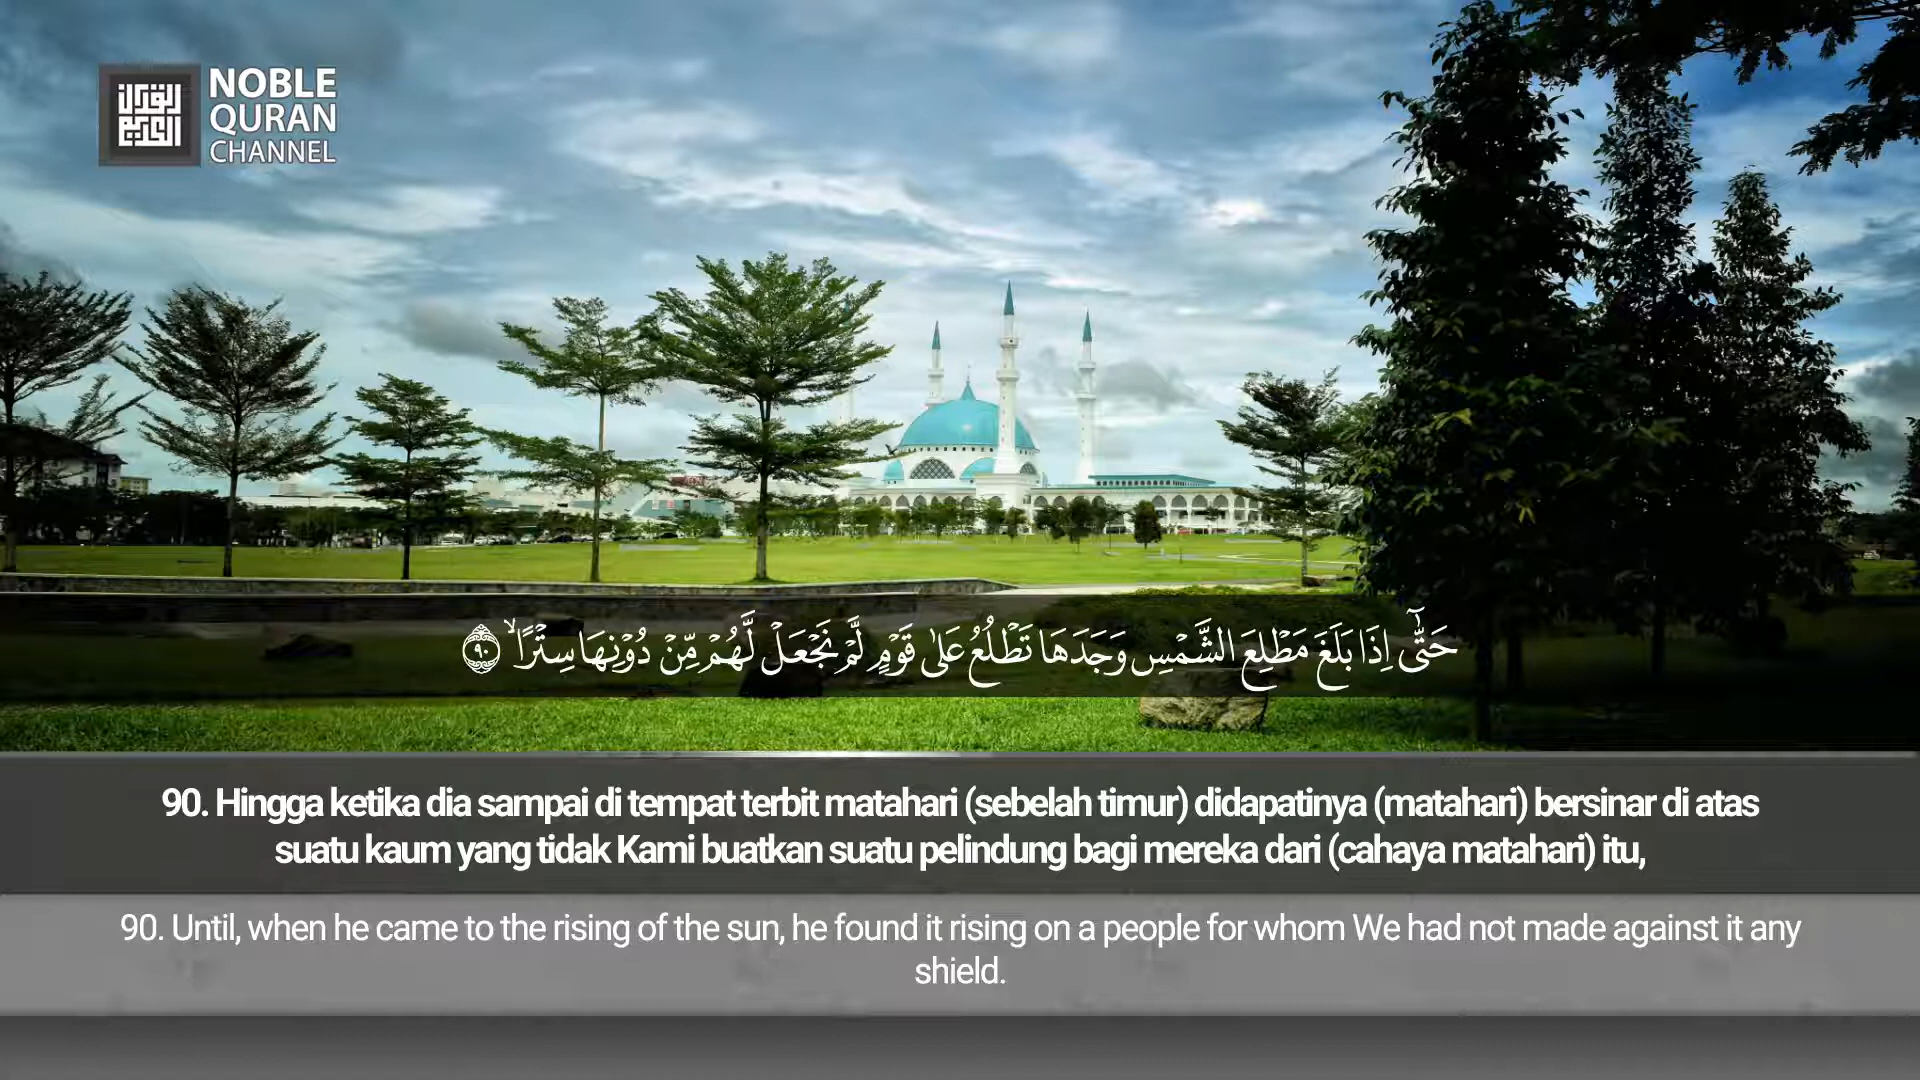 القرآن
الكريم
NOBLE
QURAN
CHANNEL
حَتّٰٓى اِذَا بَلَغَ مَطْلِعَ الشَّمْسِ وَجَدَهَا تَطْلُعُ عَلٰى قَوْمٍ لَّمْ نَجْعَلْ لَّهُمْ مِّنْ دُوْنِهَا سِتْرًا ۙ ٩٠
90. Hingga ketika dia sampai di tempat terbit matahari (sebelah timur) didapatinya (matahari) bersinar di atas
suatu kaum yang tidak Kami buatkan suatu pelindung bagi mereka dari (cahaya matahari) itu,
90. Until, when he came to the rising of the sun, he found it rising on a people for whom We had not made against it any
shield.